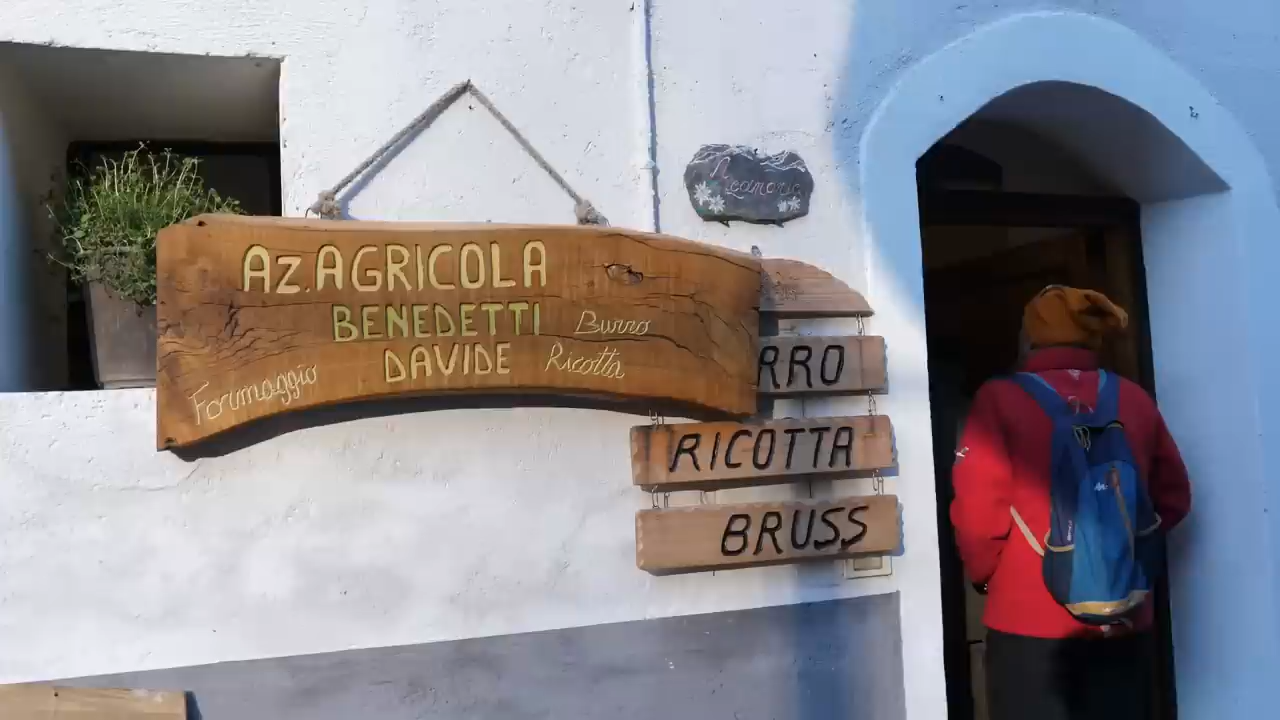 AZ. AGRICOLA
BENEDETTI
DAVIDE
Burro
Ricotta
Formaggio
RRO
RICOTTA
BRUSS